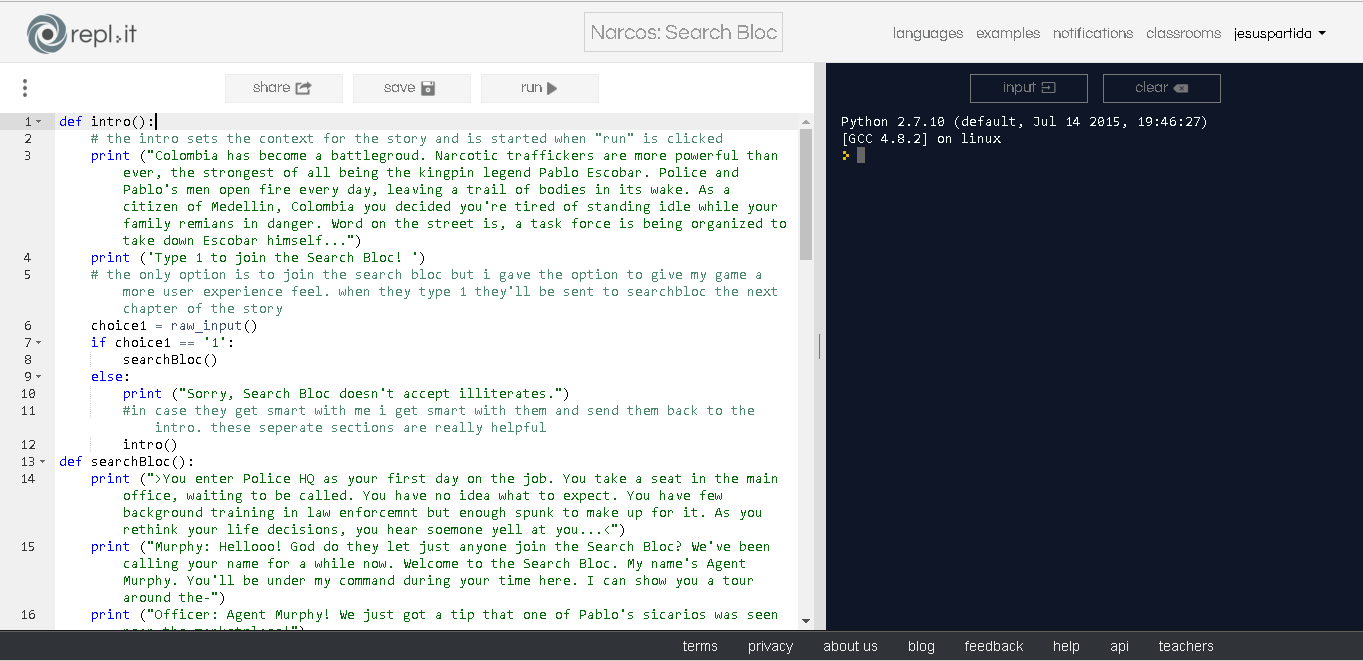 repl.it
Narcos: Search Bloc
languages examples notifications classrooms jesuspartida
share save run
input clear
1 def intro():
2 # the intro sets the context for the story and is started when "run" is clicked
3 print ("Colombia has become a battlegroud. Narcotic traffickers are more powerful than
ever, the strongest of all being the kingpin legend Pablo Escobar. Police and
Pablo's men open fire every day, leaving a trail of bodies in its wake. As a
citizen of Medellin, Colombia you decided you're tired of standing idle while your
family remians in danger. Word on the street is, a task force is being organized to
take down Escobar himself...")
4 print ('Type 1 to join the Search Bloc! ')
5 # the only option is to join the search bloc but i gave the option to give my game a
more user experience feel. when they type 1 they'll be sent to searchbloc the next
chapter of the story
6 choice1 = raw_input()
7 if choice1 == '1':
8 searchBloc()
9 else:
10 print ("Sorry, Search Bloc doesn't accept illiterates.")
11 #in case they get smart with me i get smart with them and send them back to the
intro. these seperate sections are really helpful
12 intro()
13 def searchBloc():
14 print (">You enter Police HQ as your first day on the job. You take a seat in the main
office, waiting to be called. You have no idea what to expect. You have few
background training in law enforcemnt but enough spunk to make up for it. As you
rethink your life decisions, you hear soemone yell at you...<")
15 print ("Murphy: Hellooo! God do they let just anyone join the Search Bloc? We've been
calling your name for a while now. Welcome to the Search Bloc. My name's Agent
Murphy. You'll be under my command during your time here. I can show you a tour
around the-")
16 print ("Officer: Agent Murphy! We just got a tip that one of Pablo's sicarios was seen
Python 2.7.10 (default, Jul 14 2015, 19:46:27)
[GCC 4.8.2] on linux
terms privacy about us blog feedback help api teachers